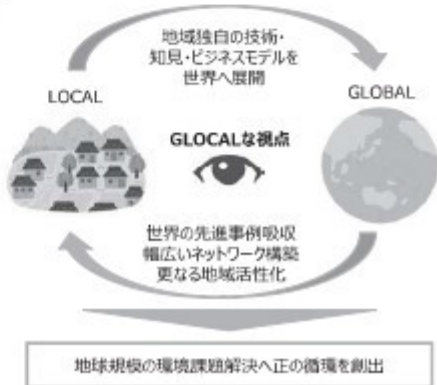 地域独自の技術・
知見・ビジネスモデルを
世界へ展開
LOCAL
GLOBAL
GLOCALな視点
世界の先進事例吸収
幅広いネットワーク構築
更なる地域活性化
地球規模の環境課題解決へ正の循環を創出